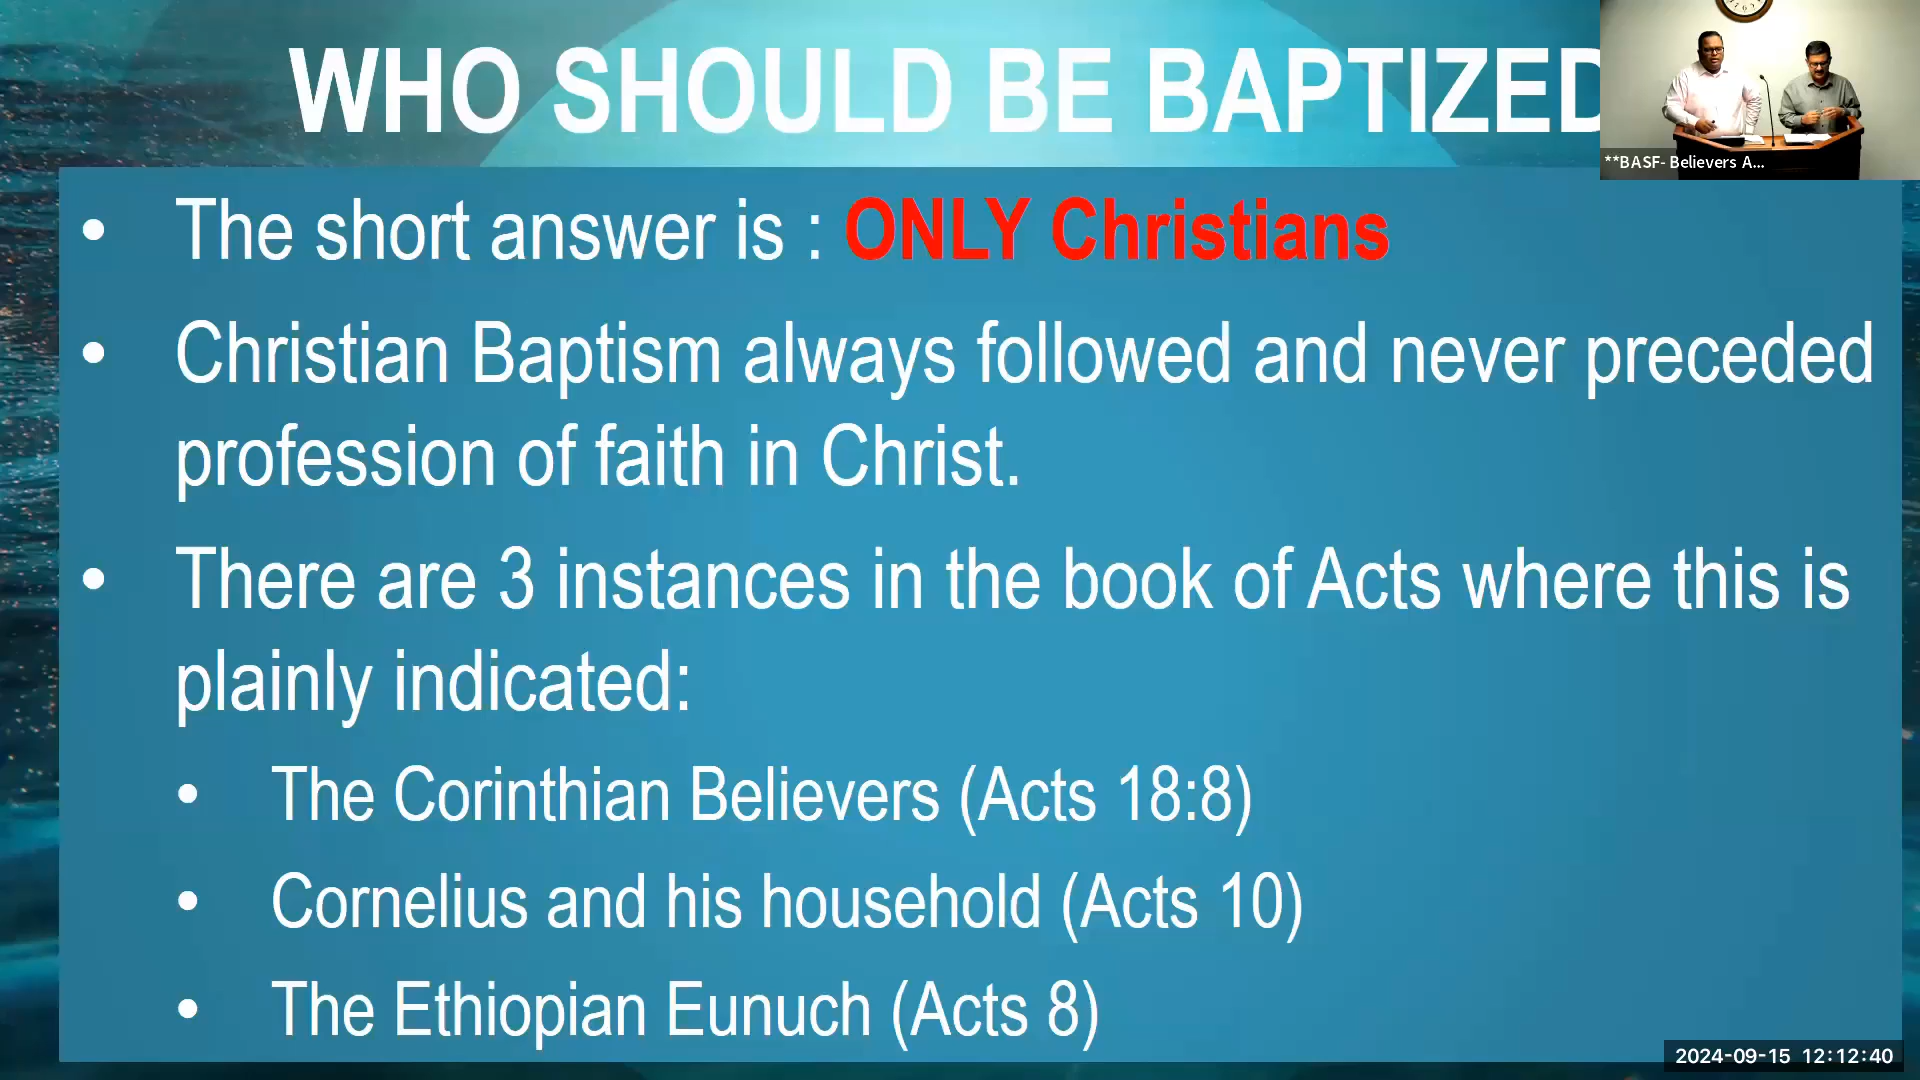 WHO SHOULD BE BAPTIZED
**BASF- Believers A...
• The short answer is : ONLY Christians
• Christian Baptism always followed and never preceded
profession of faith in Christ.
• There are 3 instances in the book of Acts where this is
plainly indicated:
• The Corinthian Believers (Acts 18:8)
• Cornelius and his household (Acts 10)
• The Ethiopian Eunuch (Acts 8)
2024-09-15 12:12:40